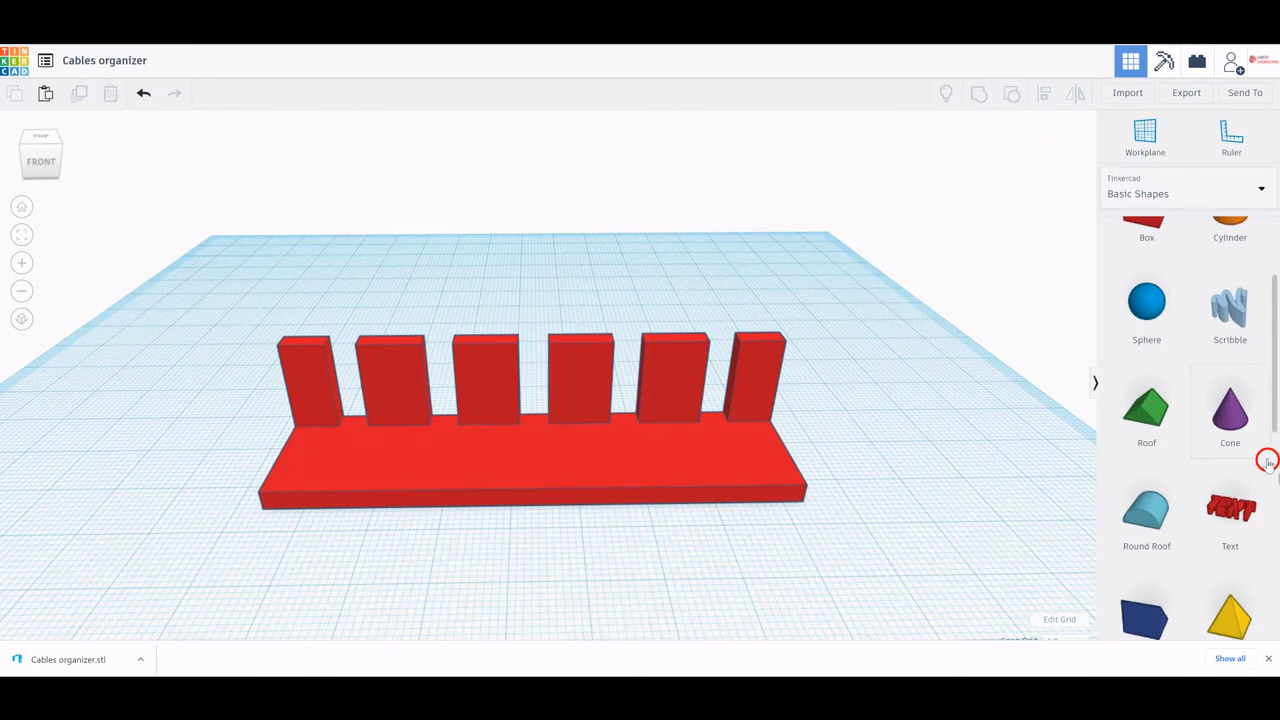 TIN
KER
CAD
Cables organizer
Import
Export
Send To
TOP
FRONT
Workplane
Ruler
Tinkercad
Basic Shapes
Box
Cylinder
Sphere
Scribble
Roof
Cone
Round Roof
Text
TEXT
Edit Grid
Cables organizer.stl
Show all